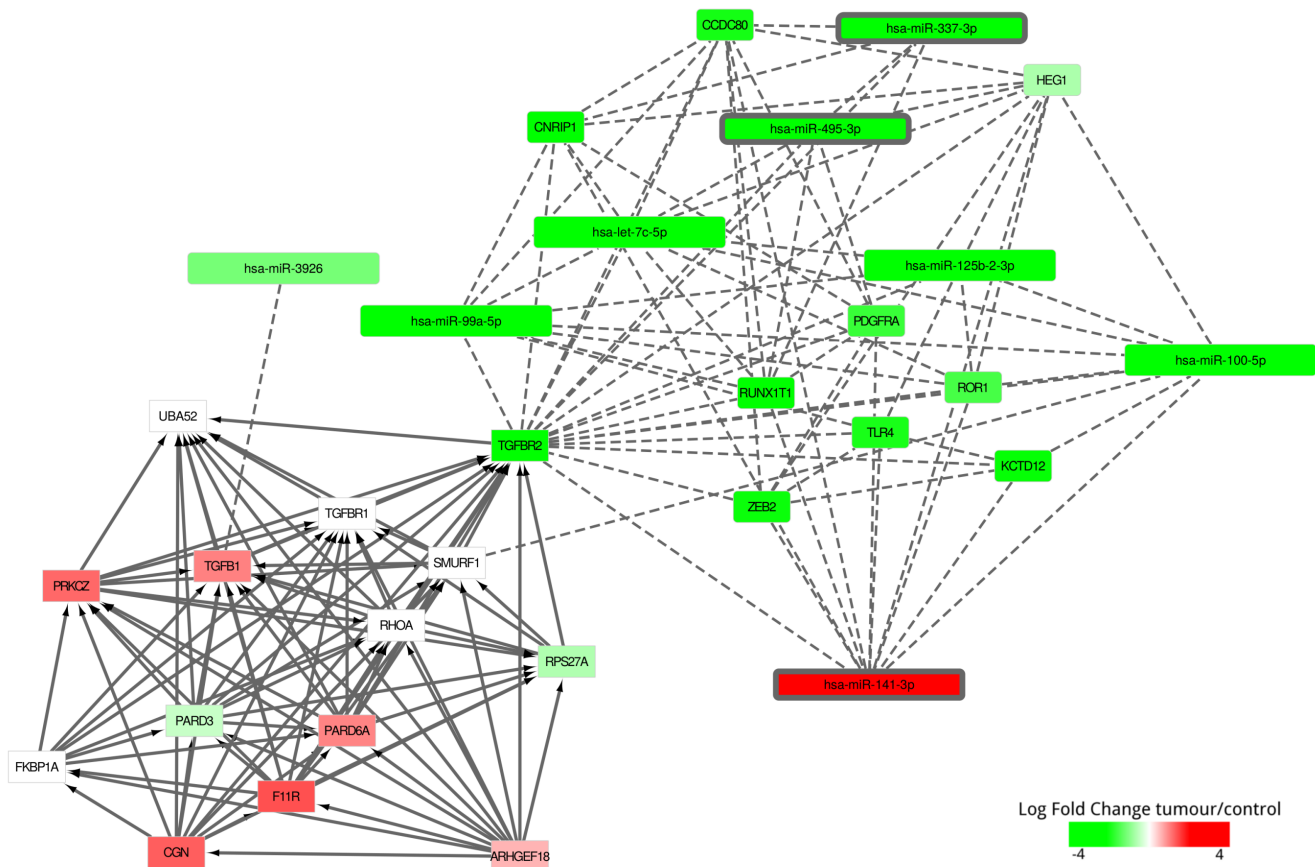 CCDC80
hsa-miR-337-3p
HEG1
CNRIP1
hsa-miR-495-3p
hsa-let-7c-5p
hsa-miR-3926
hsa-miR-125b-2-3p
hsa-miR-99a-5p
PDGFRA
hsa-miR-100-5p
RUNX1T1
ROR1
UBA52
TGFBR2
TLR4
KCTD12
ZEB2
TGFBR1
SMURF1
TGFB1
PRKCZ
RHOA
RPS27A
hsa-miR-141-3p
PARD3
PARD6A
FKBP1A
F11R
CGN
ARHGEF18
Log Fold Change tumour/control
-4 4